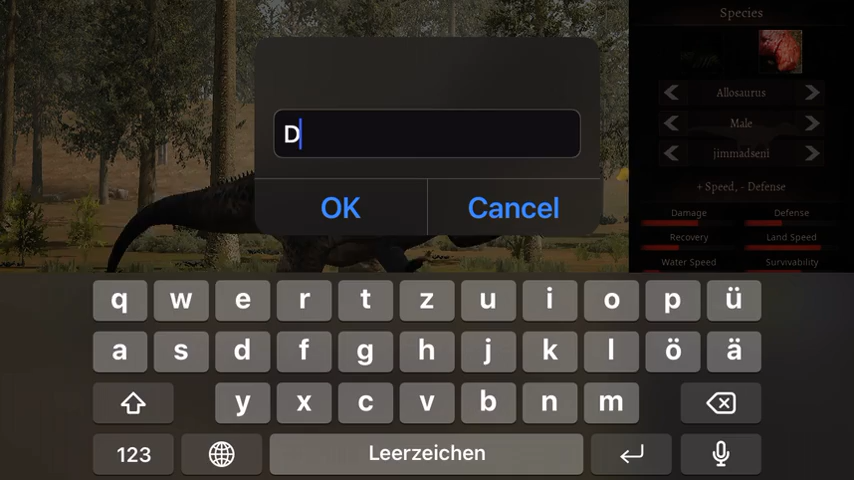 Species
Allosaurus
Male
jimmadseni
+ Speed, - Defense
Damage Defense
Recovery Land Speed
Water Speed Survivability
D
OK Cancel
q w e r t z u i o p ü
a s d f g h j k l ö ä
y x c v b n m
123 Leerzeichen